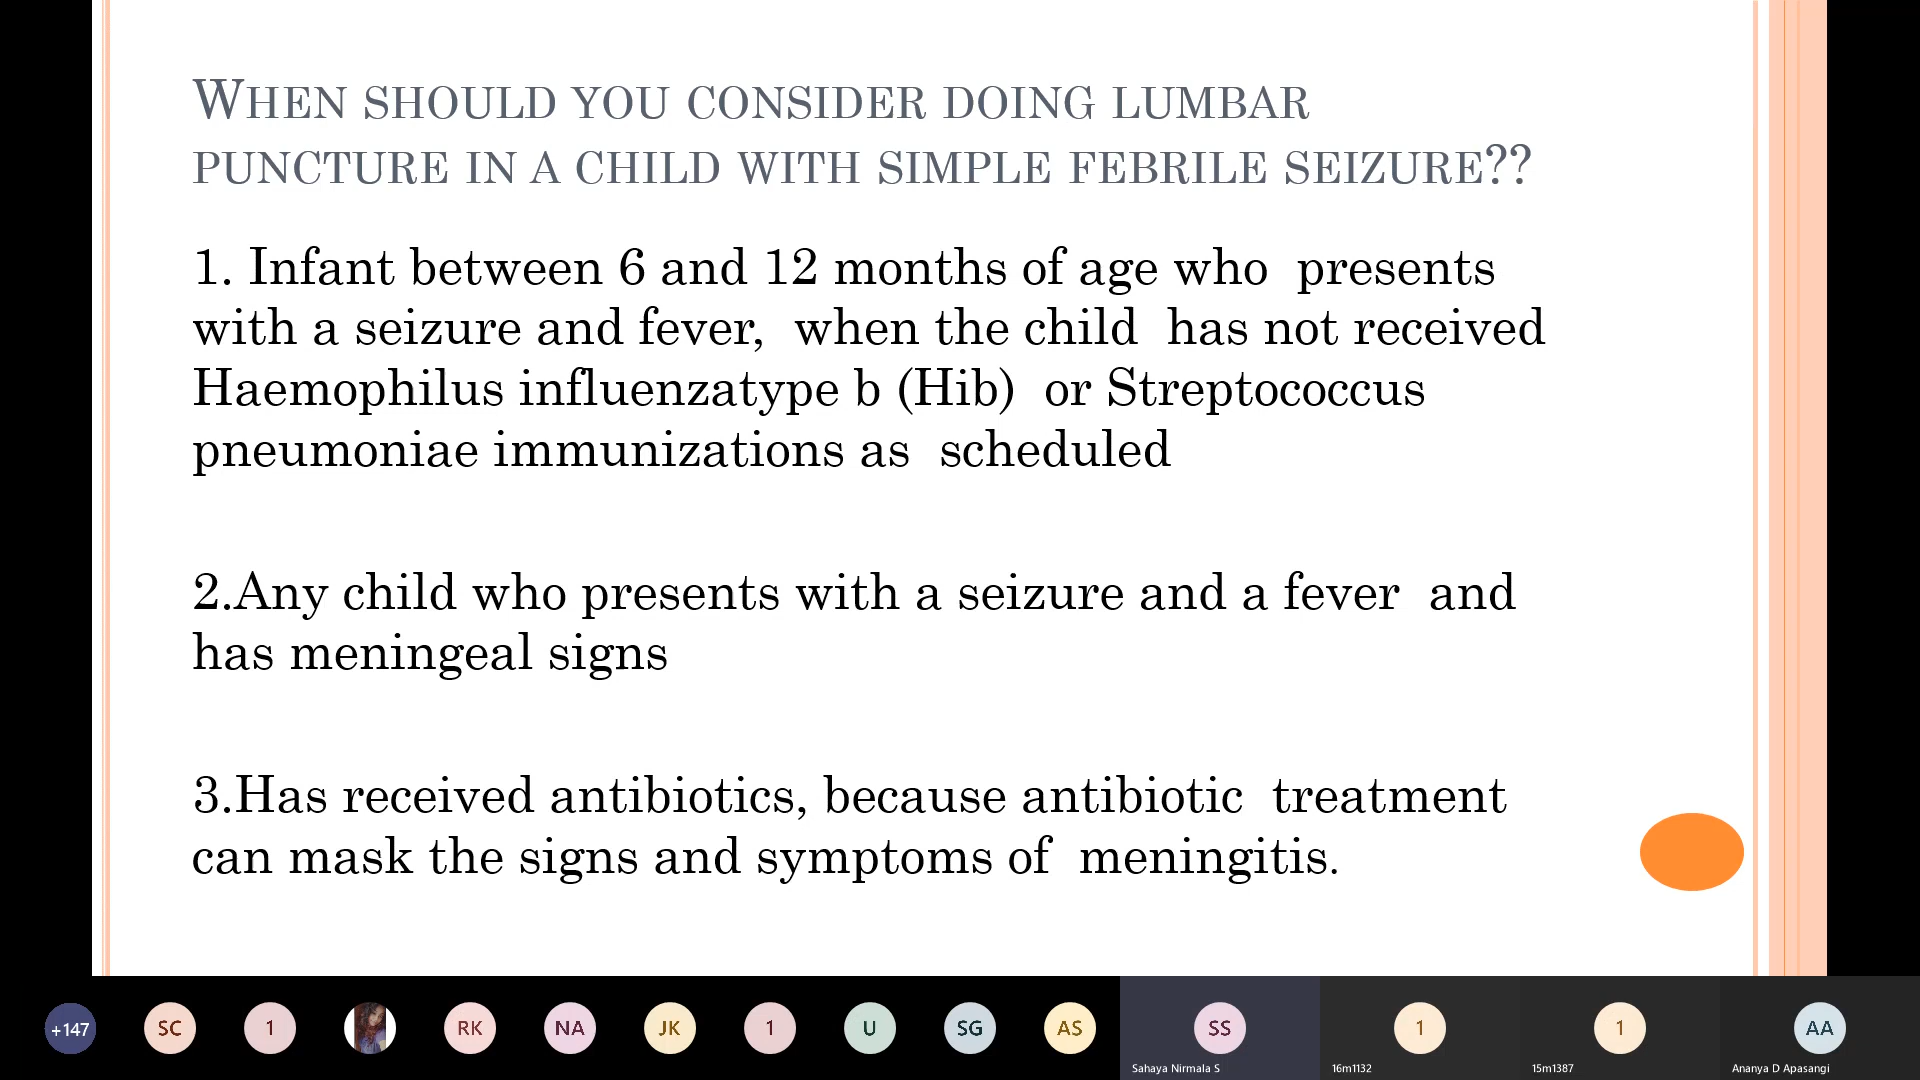 WHEN SHOULD YOU CONSIDER DOING LUMBAR
PUNCTURE IN A CHILD WITH SIMPLE FEBRILE SEIZURE??
1. Infant between 6 and 12 months of age who presents
with a seizure and fever, when the child has not received
Haemophilus influenzatype b (Hib) or Streptococcus
pneumoniae immunizations as scheduled
2.Any child who presents with a seizure and a fever and
has meningeal signs
3.Has received antibiotics, because antibiotic treatment
can mask the signs and symptoms of meningitis.
+147 SC 1 RK NA JK 1 U SG AS SS 1 1 AA
Sahaya Nirmala S 16m1132 15m1387 Ananya D Apasangi